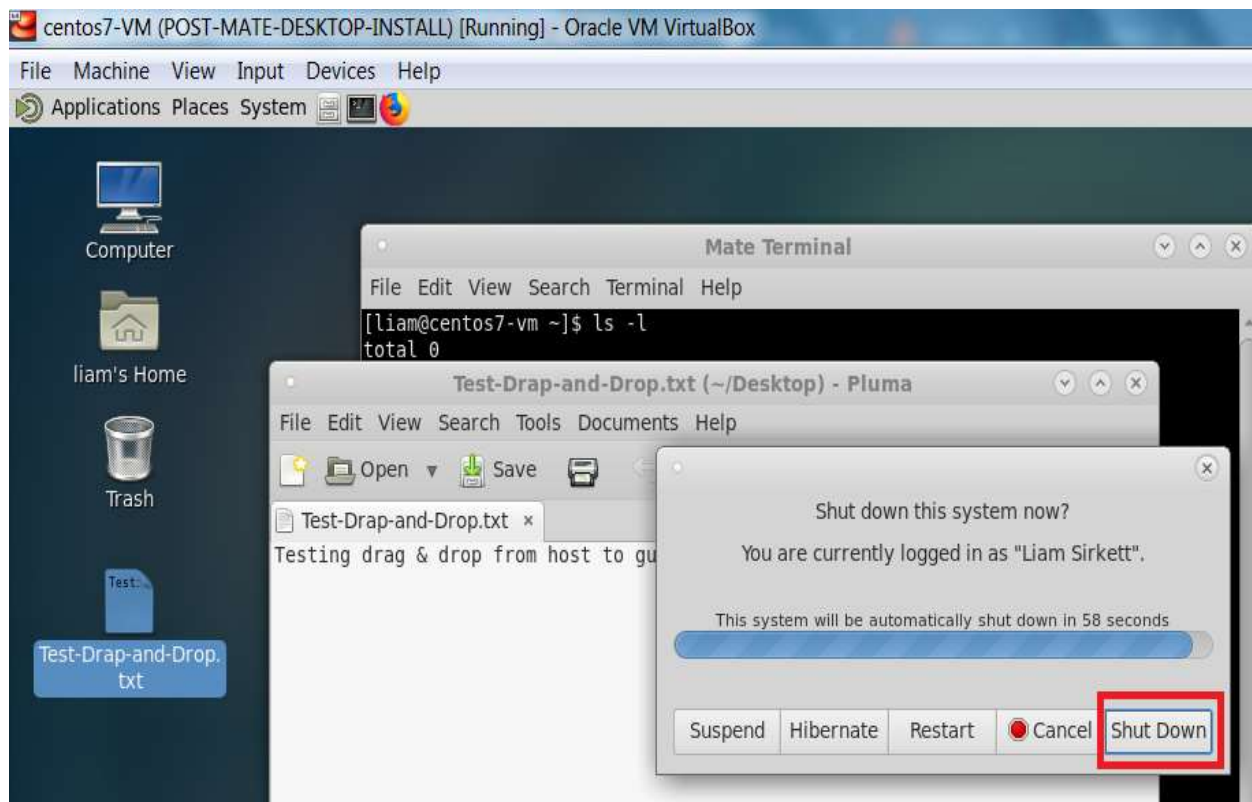 centos7-VM (POST-MATE-DESKTOP-INSTALL) [Running] - Oracle VM VirtualBox
File Machine View Input Devices Help
Applications Places System
Computer
liam's Home
Trash
Test:
Test-Drap-and-Drop.
txt
Mate Terminal
File Edit View Search Terminal Help
[liam@centos7-vm ~]$ ls -l
total 0
Test-Drap-and-Drop.txt (~/Desktop) - Pluma
File Edit View Search Tools Documents Help
Open Save
Test-Drap-and-Drop.txt ×
Testing drag & drop from host to gu
Shut down this system now?
You are currently logged in as "Liam Sirkett".
This system will be automatically shut down in 58 seconds
Suspend Hibernate Restart Cancel Shut Down